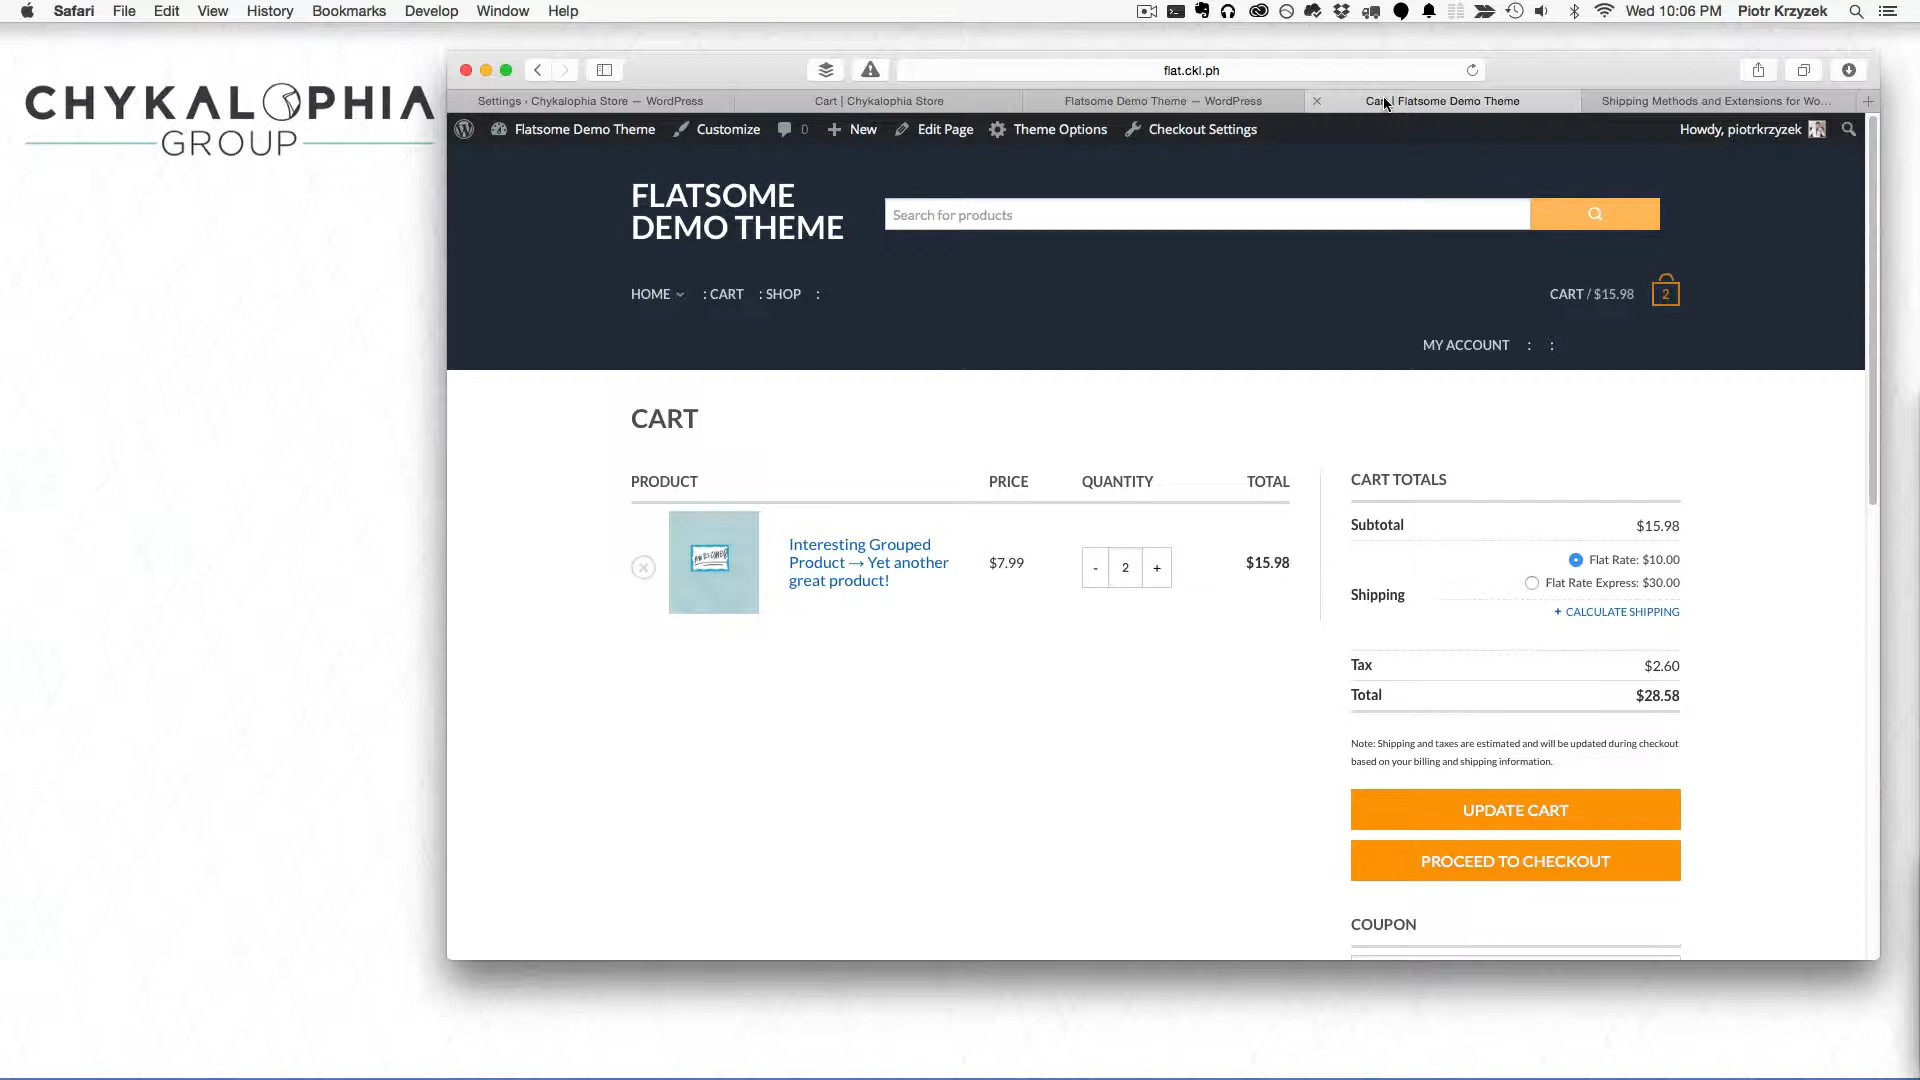 Safari File Edit View History Bookmarks Develop Window Help Wed 10:06 PM Piotr Krzyzek
CHYKALOPHIA
GROUP
flat.ckl.ph
Settings ‹ Chykalophia Store — WordPress
Cart | Chykalophia Store
Flatsome Demo Theme — WordPress
Cart | Flatsome Demo Theme
Shipping Methods and Extensions for Wo...
Flatsome Demo Theme Customize 0 New Edit Page Theme Options Checkout Settings Howdy, piotrkrzyzek
FLATSOME
DEMO THEME
Search for products
HOME : CART : SHOP : CART / $15.98 2
MY ACCOUNT : :
CART
PRODUCT PRICE QUANTITY TOTAL
Interesting Grouped
Product → Yet another
great product!
$7.99 - 2 + $15.98
CART TOTALS
Subtotal $15.98
Flat Rate: $10.00
Flat Rate Express: $30.00
Shipping
+ CALCULATE SHIPPING
Tax $2.60
Total $28.58
Note: Shipping and taxes are estimated and will be updated during checkout
based on your billing and shipping information.
UPDATE CART
PROCEED TO CHECKOUT
COUPON